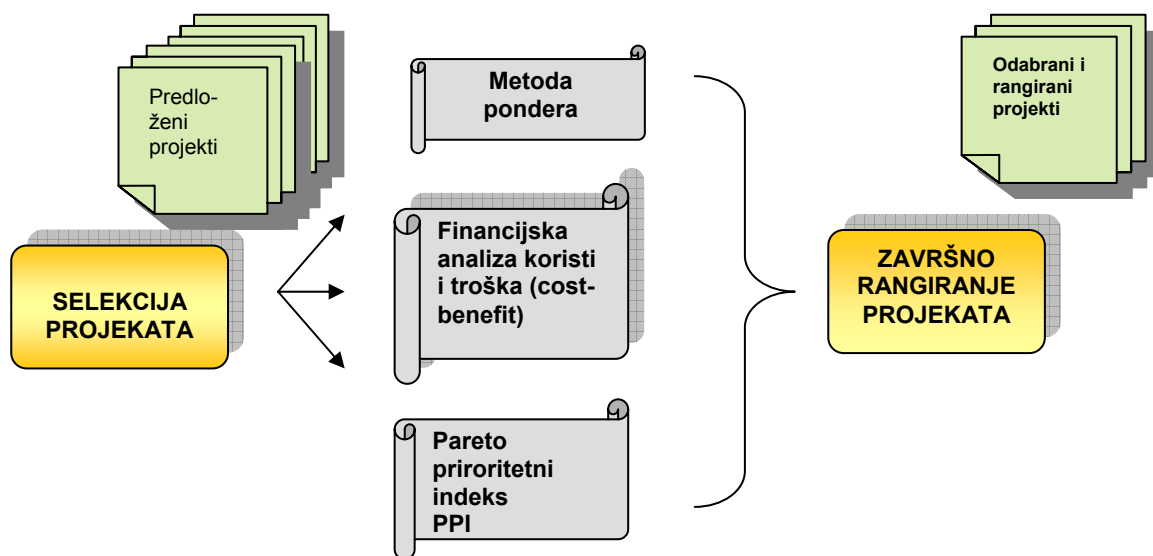 Predlo-
ženi
projekti
SELEKCIJA
PROJEKATA
Metoda
pondera
Financijska
analiza koristi
i troška (cost-
benefit)
Pareto
priroritetni
indeks
PPI
Odabrani i
rangirani
projekti
ZAVRŠNO
RANGIRANJE
PROJEKATA